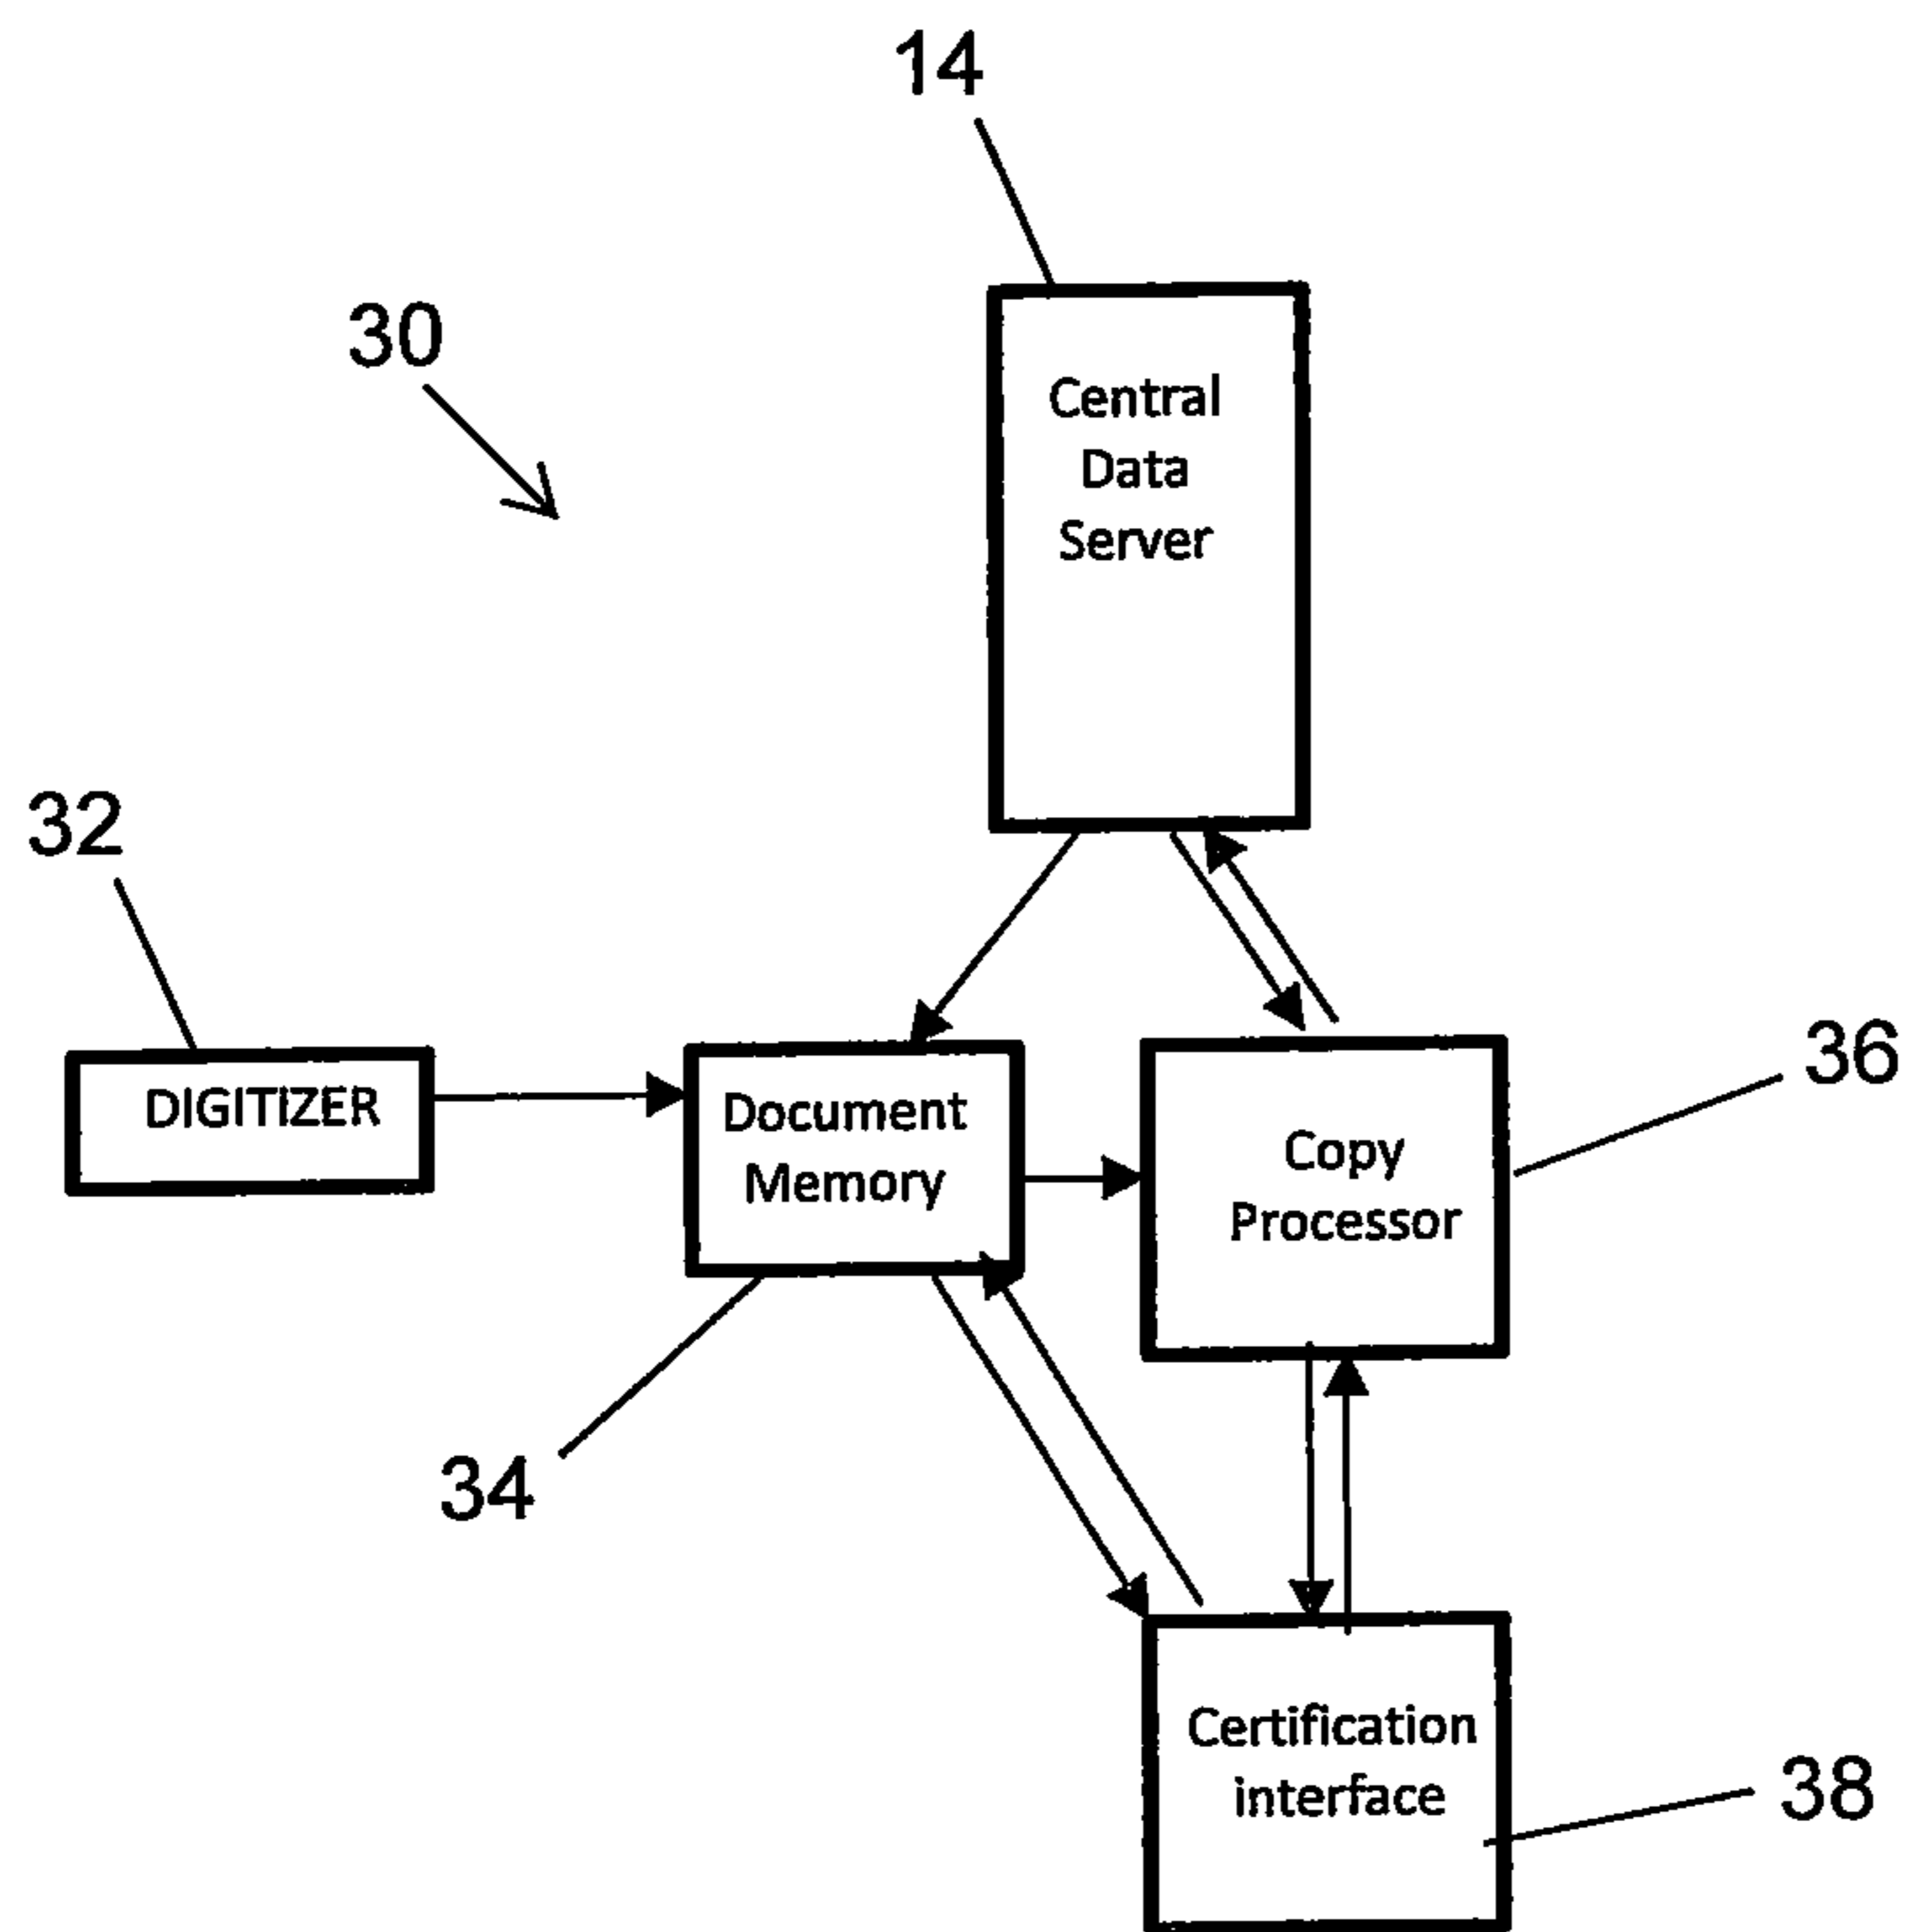 14
30
Central
Data
Server
32
DIGITIZER
Document
Memory
36
Copy
Processor
34
Certification
interface
38